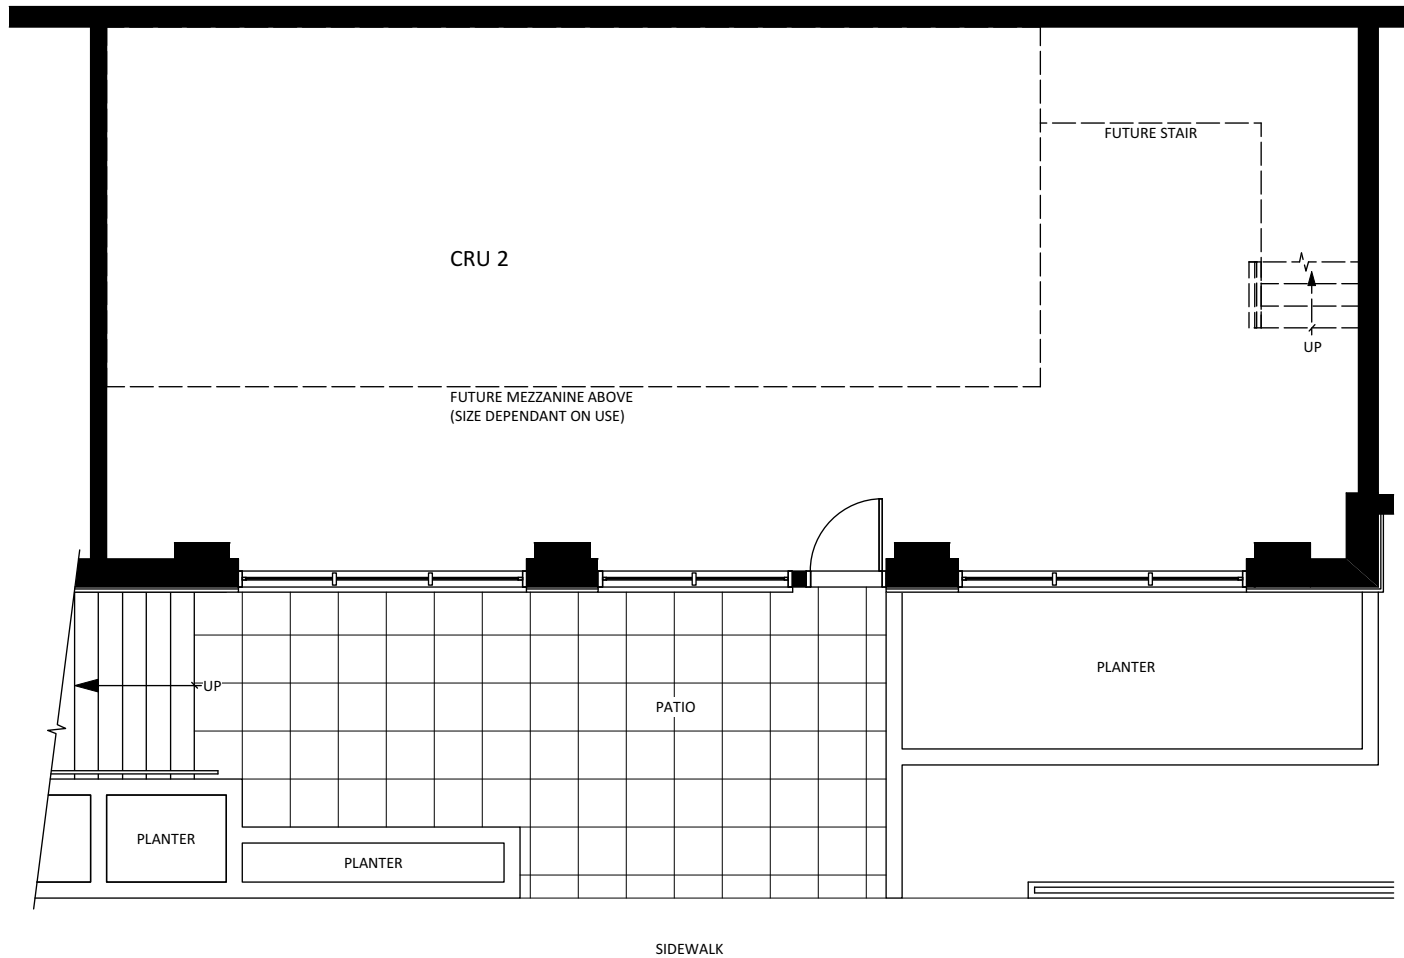 FUTURE STAIR
CRU 2
UP
FUTURE MEZZANINE ABOVE
(SIZE DEPENDANT ON USE)
PLANTER
UP
PATIO
PLANTER
PLANTER
SIDEWALK